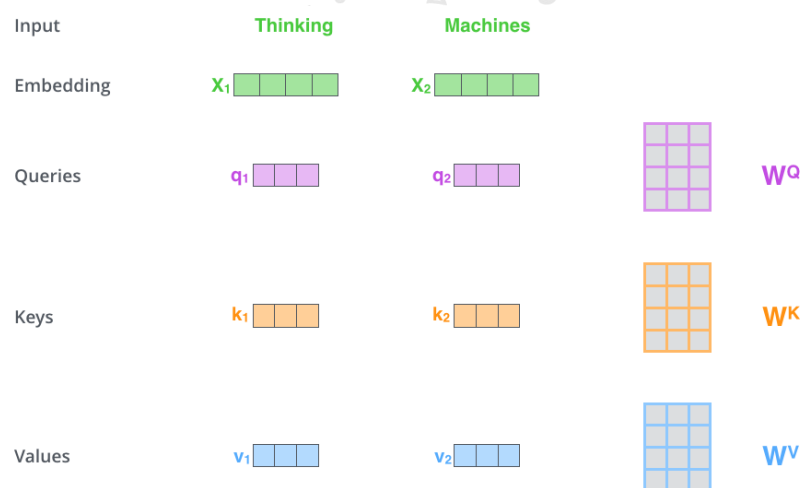 Input Thinking Machines
Embedding X1 X2
Queries q1 q2 WQ
Keys k1 k2 WK
Values v1 v2 WV